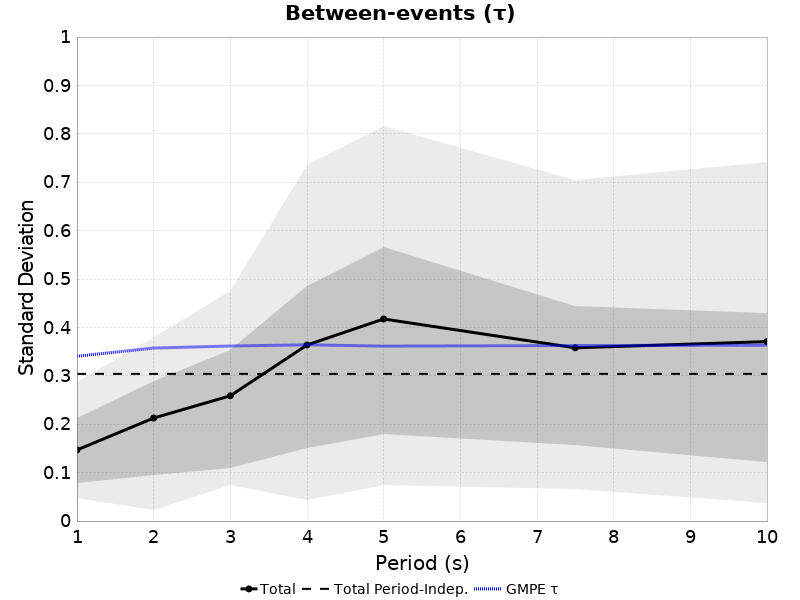 Between-events (τ)
Standard Deviation
1
0.9
0.8
0.7
0.6
0.5
0.4
0.3
0.2
0.1
0
1 2 3 4 5 6 7 8 9 10
Period (s)
Total Total Period-Indep. GMPE τ